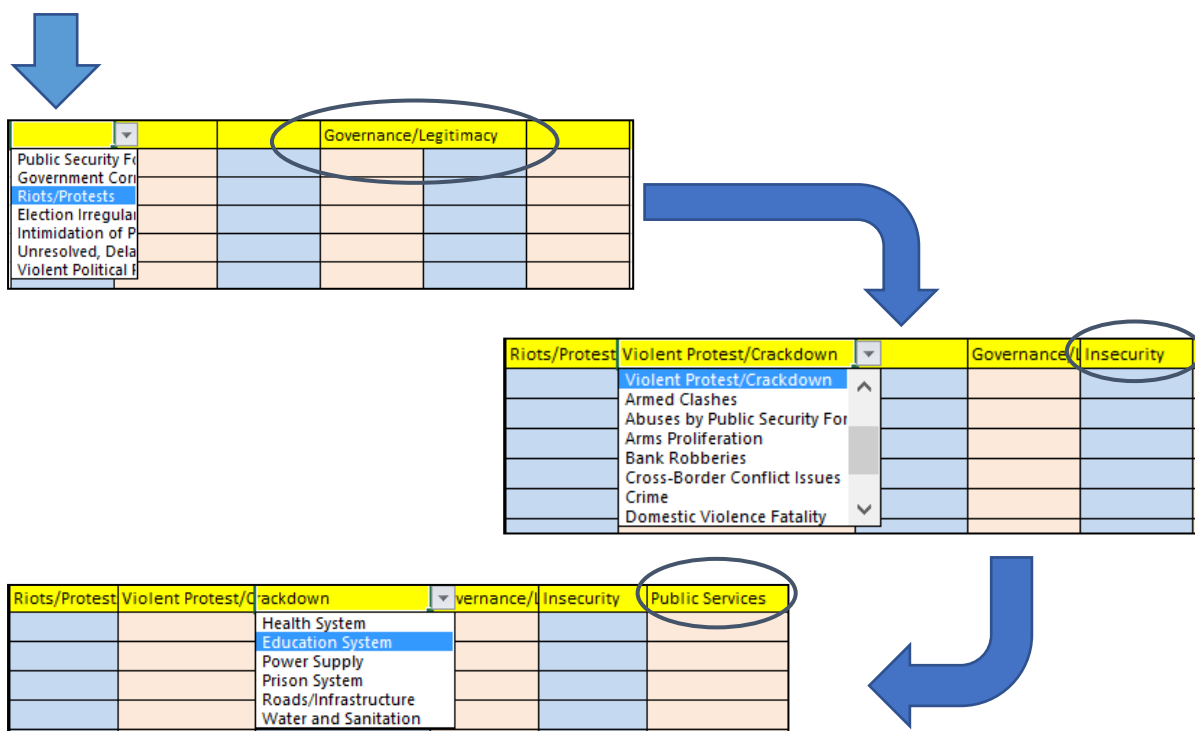 Governance/Legitimacy
Public Security Fo
Government Corr
Riots/Protests
Election Irregular
Intimidation of P
Unresolved, Dela
Violent Political
Riots/Protest Violent Protest/Crackdown Governance/L Insecurity
Violent Protest/Crackdown
Armed Clashes
Abuses by Public Security For
Arms Proliferation
Bank Robberies
Cross-Border Conflict Issues
Crime
Domestic Violence Fatality
Riots/Protest Violent Protest/C rackdown vernance/L Insecurity Public Services
Health System
Education System
Power Supply
Prison System
Roads/Infrastructure
Water and Sanitation